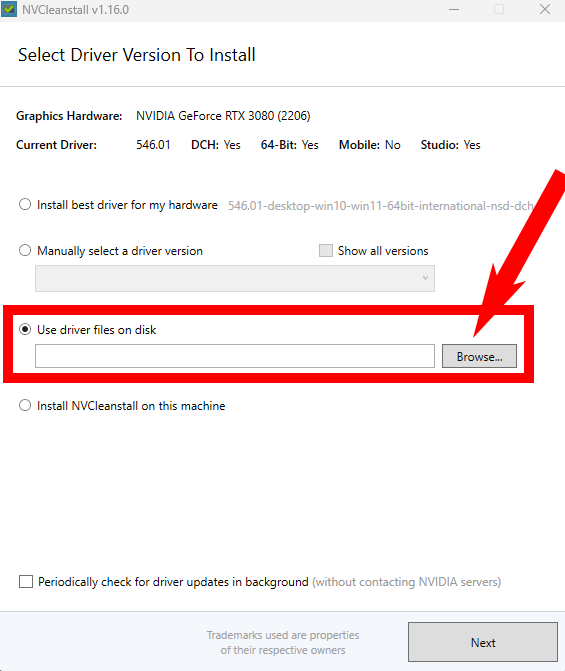 NVCleanstall v1.16.0
Select Driver Version To Install
Graphics Hardware: NVIDIA GeForce RTX 3080 (2206)
Current Driver: 546.01 DCH: Yes 64-Bit: Yes Mobile: No Studio: Yes
Install best driver for my hardware 546.01-desktop-win10-win11-64bit-international-nsd-dch
Manually select a driver version Show all versions
Use driver files on disk
Browse...
Install NVCleanstall on this machine
Periodically check for driver updates in background (without contacting NVIDIA servers)
Trademarks used are properties
of their respective owners
Next